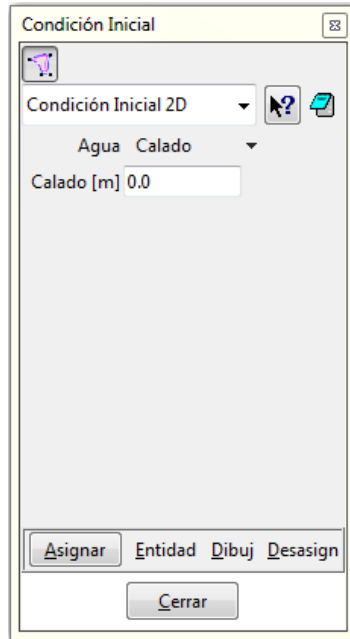 Condición Inicial
Condición Inicial 2D
Agua Calado
Calado [m] 0.0
Asignar Entidad Dibuj Desasign
Cerrar